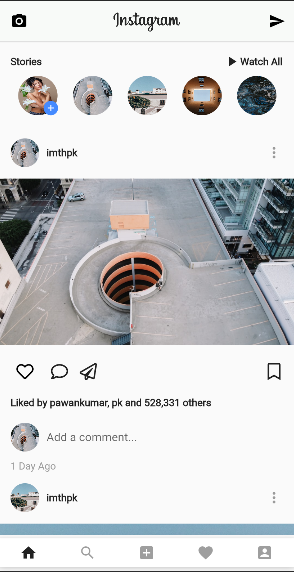 Instagram
Stories
Watch All
imthpk
Liked by pawankumar, pk and 528,331 others
Add a comment...
1 Day Ago
imthpk